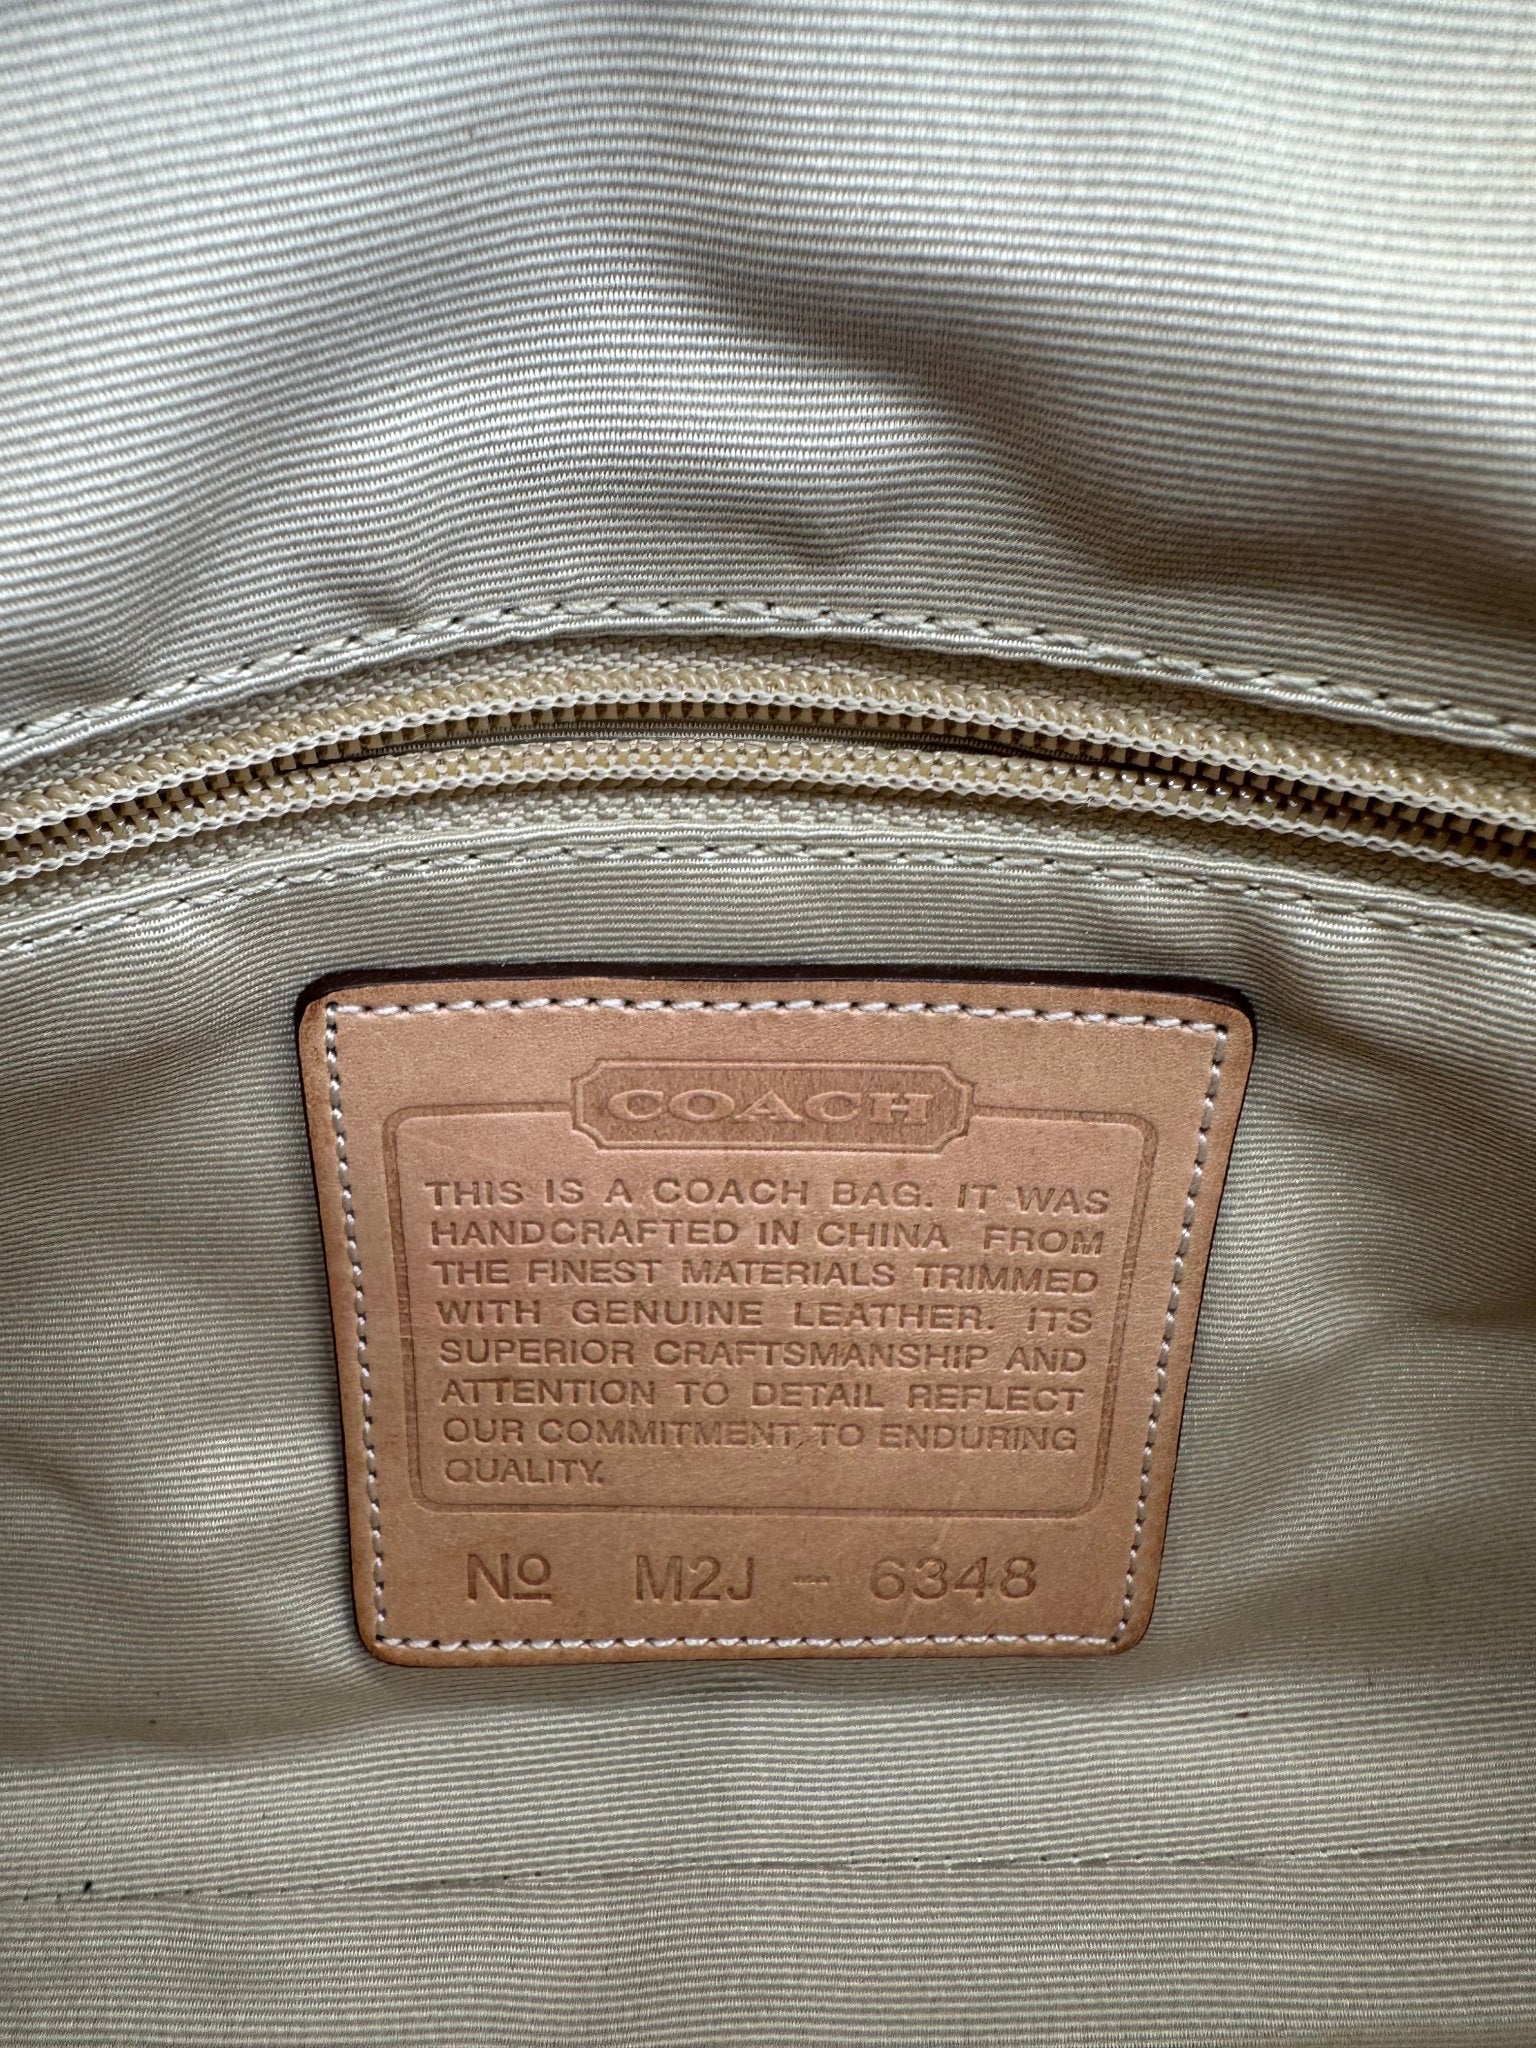 COACH
THIS IS A COACH BAG. IT WAS
HANDCRAFTED IN CHINA FROM
THE FINEST MATERIALS TRIMMED
WITH GENUINE LEATHER. ITS
SUPERIOR CRAFTSMANSHIP AND
ATTENTION TO DETAIL REFLECT
OUR COMMITMENT TO ENDURING
QUALITY.
Nº M2J - 6348